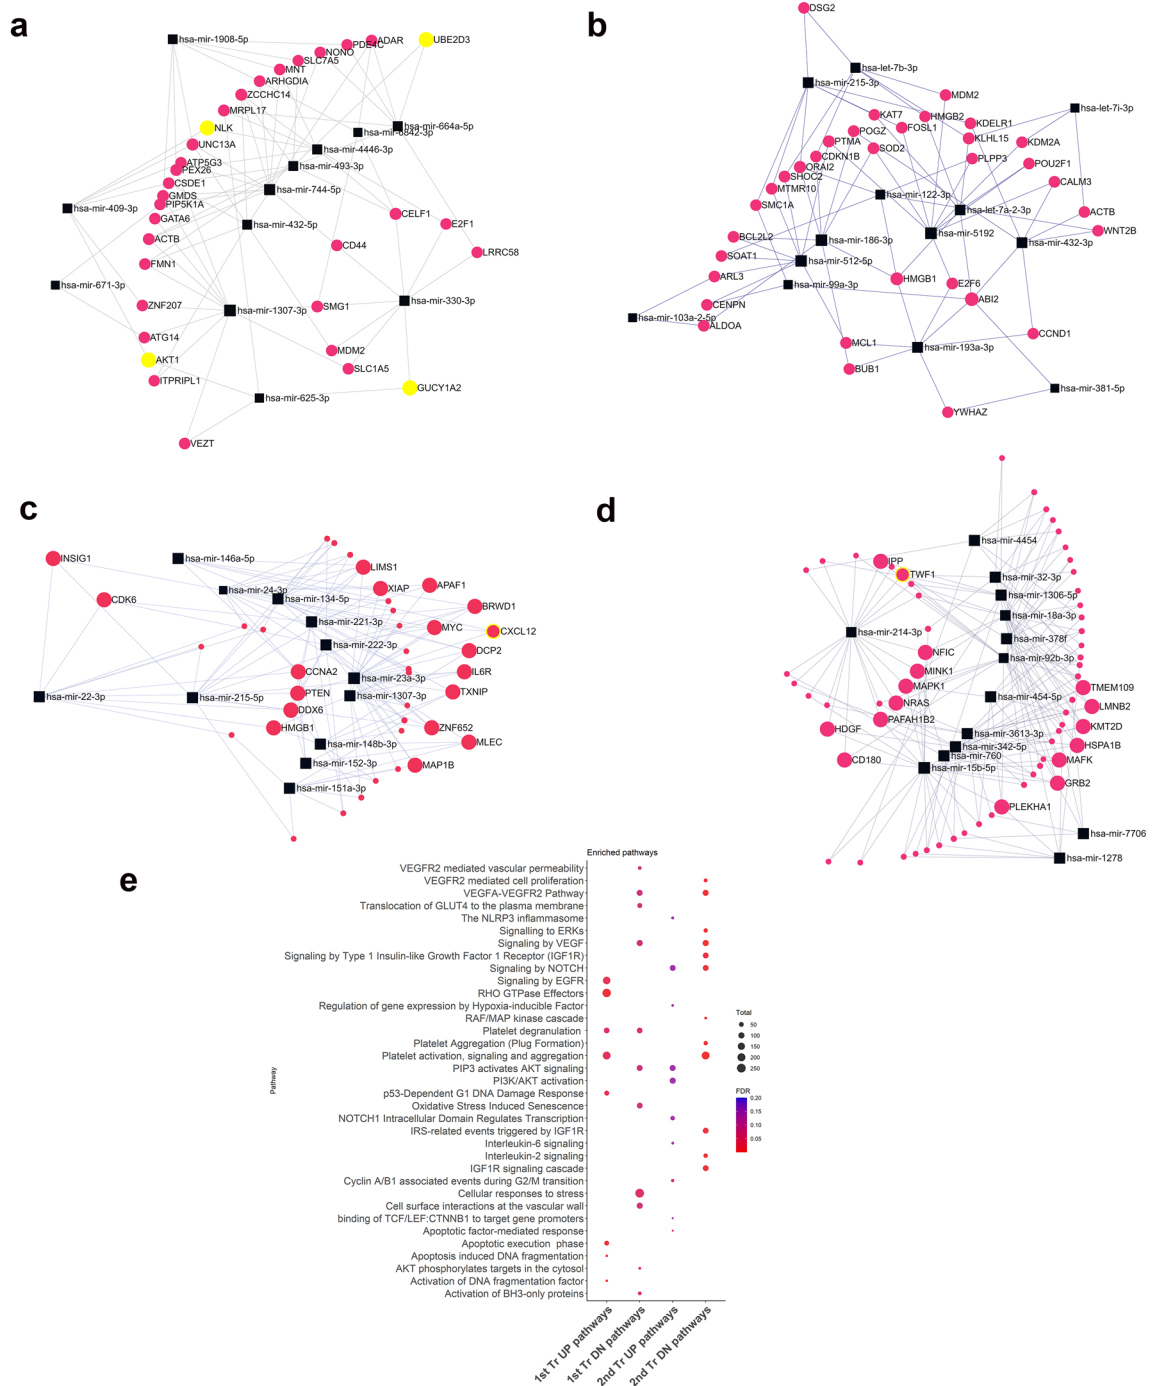 a
hsa-mir-1908-5p
PDE4C
ADAR
UBE2D3
NONO
SLC7A5
MNT
ARHGDIA
ZCCHC14
MRPL17
NLK
hsa-mir-664a-5p
hsa-mir-6842-3p
UNC13A
hsa-mir-4446-3p
ATP5G3
hsa-mir-493-3p
PEX26
CSDE1
hsa-mir-744-5p
GMDS
PIP5K1A
hsa-mir-409-3p
GATA6
CELF1
hsa-mir-432-5p
E2F1
ACTB
CD44
LRRC58
FMN1
hsa-mir-671-3p
hsa-mir-330-3p
ZNF207
SMG1
hsa-mir-1307-3p
ATG14
MDM2
AKT1
SLC1A5
ITPRIPL1
GUCY1A2
hsa-mir-625-3p
VEZT
b
DSG2
hsa-let-7b-3p
hsa-mir-215-3p
MDM2
hsa-let-7i-3p
KAT7
HMGB2
KDELR1
FOSL1
POGZ
KLHL15
PTMA
KDM2A
SOD2
CDKN1B
PLPP3
POU2F1
ORAI2
SHOC2
CALM3
MTMR10
hsa-mir-122-3p
SMC1A
hsa-let-7a-2-3p
ACTB
WNT2B
BCL2L2
hsa-mir-5192
hsa-mir-186-3p
hsa-mir-432-3p
SOAT1
hsa-mir-512-5p
ARL3
HMGB1
hsa-mir-99a-3p
E2F6
ABI2
CENPN
hsa-mir-103a-2-5p
ALDOA
CCND1
MCL1
hsa-mir-193a-3p
BUB1
hsa-mir-381-5p
YWHAZ
c
INSIG1
hsa-mir-146a-5p
LIMS1
hsa-mir-24-3p
XIAP
APAF1
CDK6
hsa-mir-134-5p
BRWD1
hsa-mir-221-3p
MYC
CXCL12
hsa-mir-222-3p
DCP2
CCNA2
IL6R
hsa-mir-23a-3p
PTEN
TXNIP
hsa-mir-22-3p
hsa-mir-215-5p
hsa-mir-1307-3p
DDX6
HMGB1
ZNF652
hsa-mir-148b-3p
MLEC
hsa-mir-152-3p
MAP1B
hsa-mir-151a-3p
d
hsa-mir-4454
IPP
TWF1
hsa-mir-32-3p
hsa-mir-1306-5p
hsa-mir-18a-3p
hsa-mir-214-3p
hsa-mir-378f
NFIC
hsa-mir-92b-3p
MINK1
MAPK1
TMEM109
hsa-mir-454-5p
NRAS
LMNB2
PAFAH1B2
HDGF
KMT2D
hsa-mir-3613-3p
hsa-mir-342-5p
HSPA1B
hsa-mir-760
CD180
MAFK
hsa-mir-15b-5p
GRB2
PLEKHA1
hsa-mir-7706
hsa-mir-1278
e
Enriched pathways
VEGFR2 mediated vascular permeability
VEGFR2 mediated cell proliferation
VEGFA-VEGFR2 Pathway
Translocation of GLUT4 to the plasma membrane
The NLRP3 inflammasome
Signalling to ERKs
Signaling by VEGF
Signaling by Type 1 Insulin-like Growth Factor 1 Receptor (IGF1R)
Signaling by NOTCH
Signaling by EGFR
RHO GTPase Effectors
Regulation of gene expression by Hypoxia-inducible Factor
RAF/MAP kinase cascade
Platelet degranulation
Platelet Aggregation (Plug Formation)
Platelet activation, signaling and aggregation
PIP3 activates AKT signaling
PI3K/AKT activation
p53-Dependent G1 DNA Damage Response
Oxidative Stress Induced Senescence
NOTCH1 Intracellular Domain Regulates Transcription
IRS-related events triggered by IGF1R
Interleukin-6 signaling
Interleukin-2 signaling
IGF1R signaling cascade
Cyclin A/B1 associated events during G2/M transition
Cellular responses to stress
Cell surface interactions at the vascular wall
binding of TCF/LEF:CTNNB1 to target gene promoters
Apoptotic factor-mediated response
Apoptotic execution phase
Apoptosis induced DNA fragmentation
AKT phosphorylates targets in the cytosol
Activation of DNA fragmentation factor
Activation of BH3-only proteins
Pathway
1st Tr UP pathways
1st Tr DN pathways
2nd Tr UP pathways
2nd Tr DN pathways
Total
50
100
150
200
250
FDR
0.20
0.15
0.10
0.05